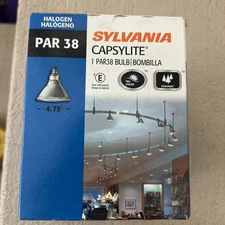 HALOGEN
HALÓGENO
PAR 38
4.75"
SYLVANIA
CAPSYLITE®
1 PAR38 BULB | BOMBILLA
E